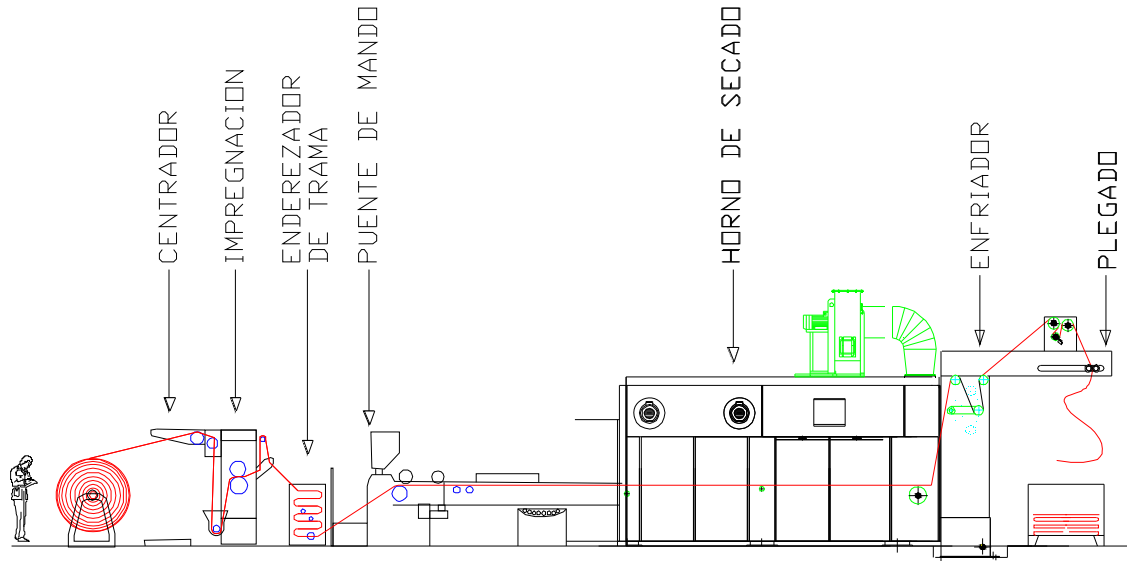 CENTRADOR
IMPREGNACION
ENDEREZADOR
DE TRAMA
PUENTE DE MANDO
HORNO DE SECADO
ENFRIADOR
PLEGADO